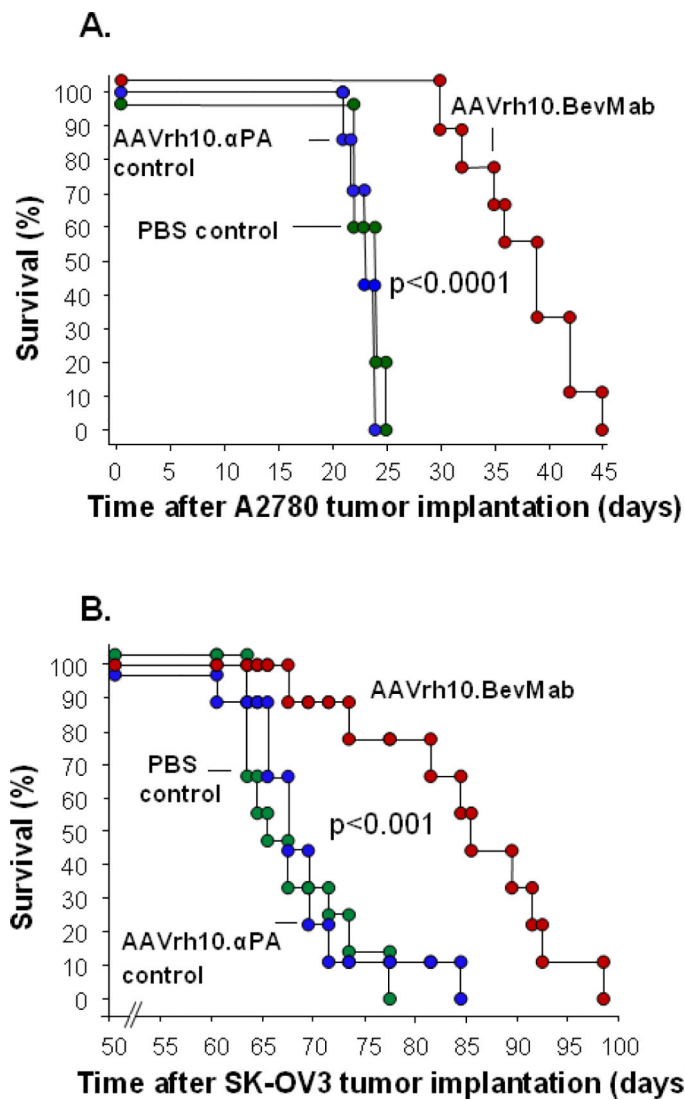 A.
Survival (%)
100
90
80
70
60
50
40
30
20
10
0
AAVrh10.BevMab
AAVrh10.αPA
control
PBS control
p<0.0001
0 5 10 15 20 25 30 35 40 45
Time after A2780 tumor implantation (days)
B.
Survival (%)
100
90
80
70
60
50
40
30
20
10
0
AAVrh10.BevMab
PBS
control
p<0.001
AAVrh10.αPA
control
50 60 65 70 75 80 85 90 95 100
Time after SK-OV3 tumor implantation (days